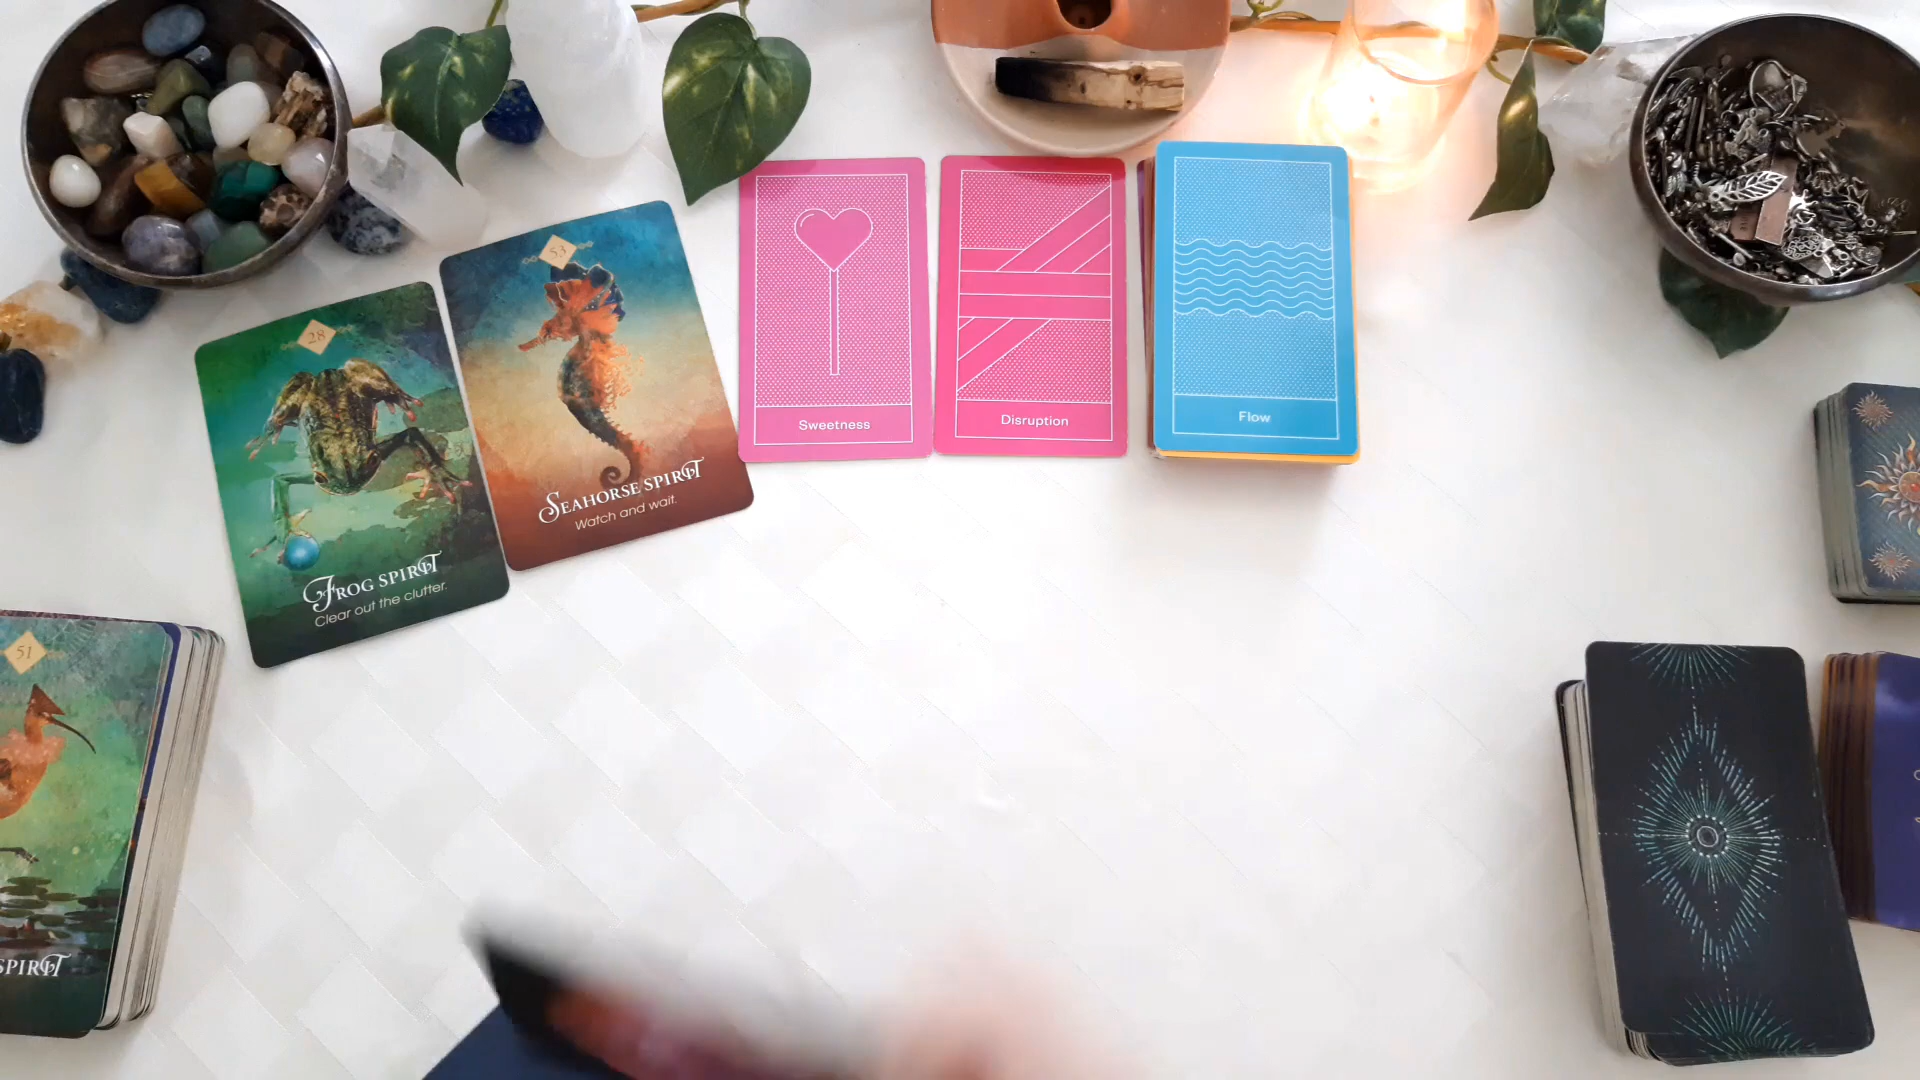 28
FROG SPIRIT
Clear out the clutter.
53
SEAHORSE SPIRIT
Watch and wait.
Sweetness
Disruption
Flow
51
SPIRIT